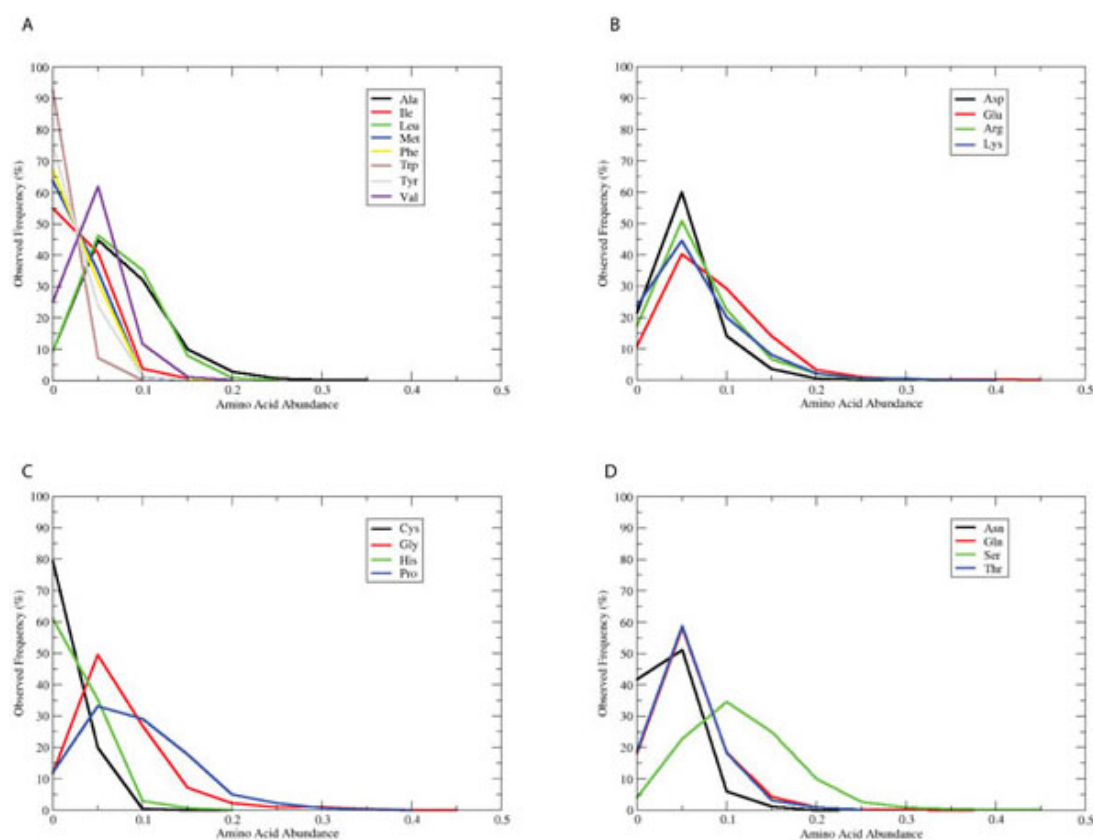 A
100
90
80
70
60
50
40
30
20
10
0
Observed Frequency (%)
0 0.1 0.2 0.3 0.4 0.5
Amino Acid Abundance
Ala
Ile
Leu
Met
Phe
Trp
Tyr
Val
B
100
90
80
70
60
50
40
30
20
10
0
Observed Frequency (%)
0 0.1 0.2 0.3 0.4 0.5
Amino Acid Abundance
Asp
Glu
Arg
Lys
C
100
90
80
70
60
50
40
30
20
10
0
Observed Frequency (%)
0 0.1 0.2 0.3 0.4 0.5
Amino Acid Abundance
Cys
Gly
His
Pro
D
100
90
80
70
60
50
40
30
20
10
0
Observed Frequency (%)
0 0.1 0.2 0.3 0.4 0.5
Amino Acid Abundance
Asn
Gln
Ser
Thr